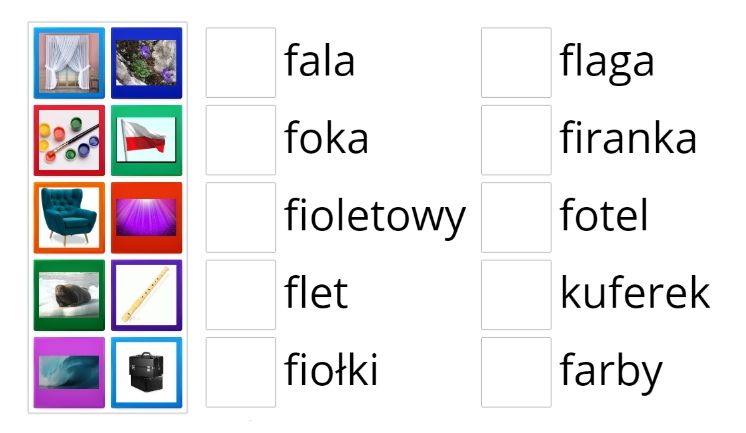 fala
foka
fioletowy
flet
fiołki
flaga
firanka
fotel
kuferek
farby